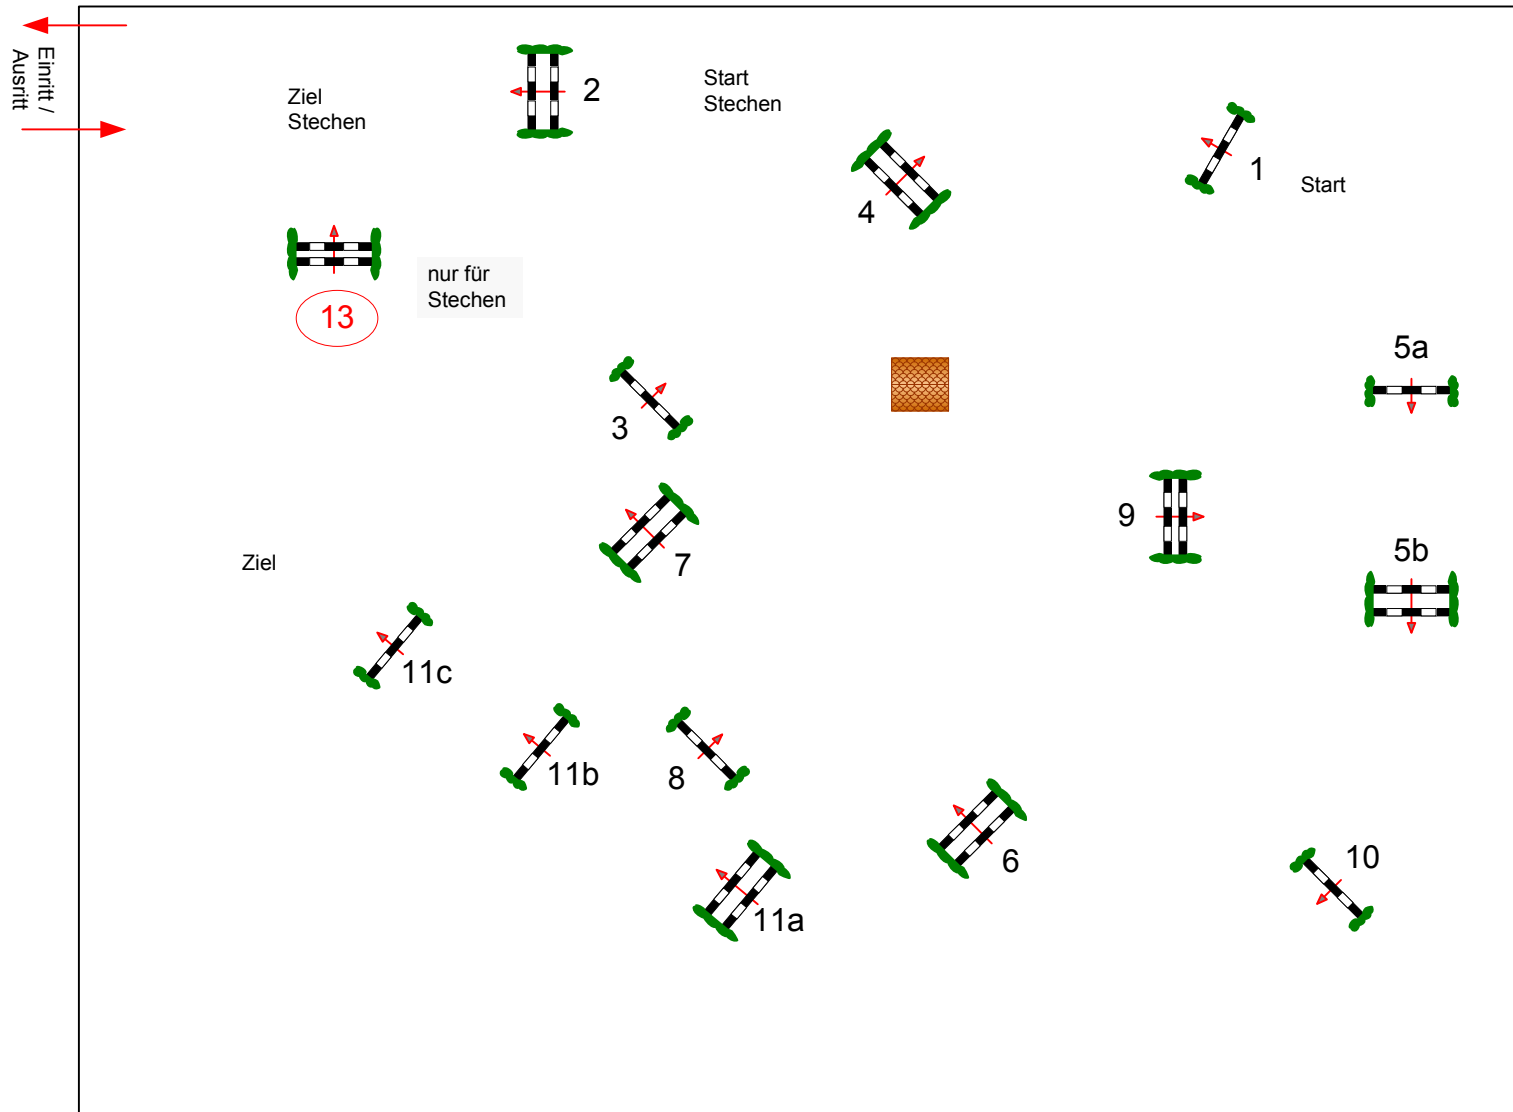 Einritt /
Ausritt
Ziel
Stechen
2
Start
Stechen
4
1
Start
13
nur für
Stechen
3
5a
9
5b
7
Ziel
11c
11b
8
6
10
11a